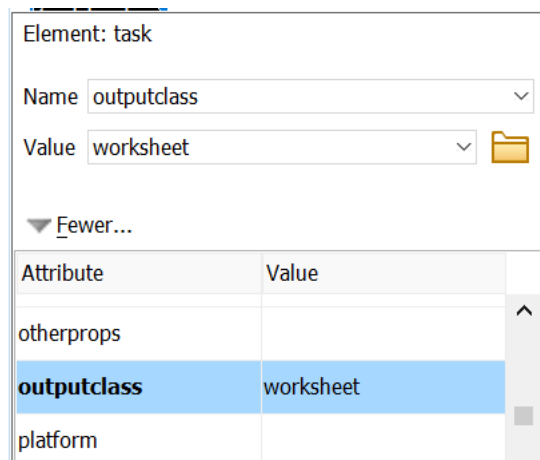 Element: task
Name outputclass
Value worksheet
Fewer...
Attribute Value
otherprops
outputclass worksheet
platform